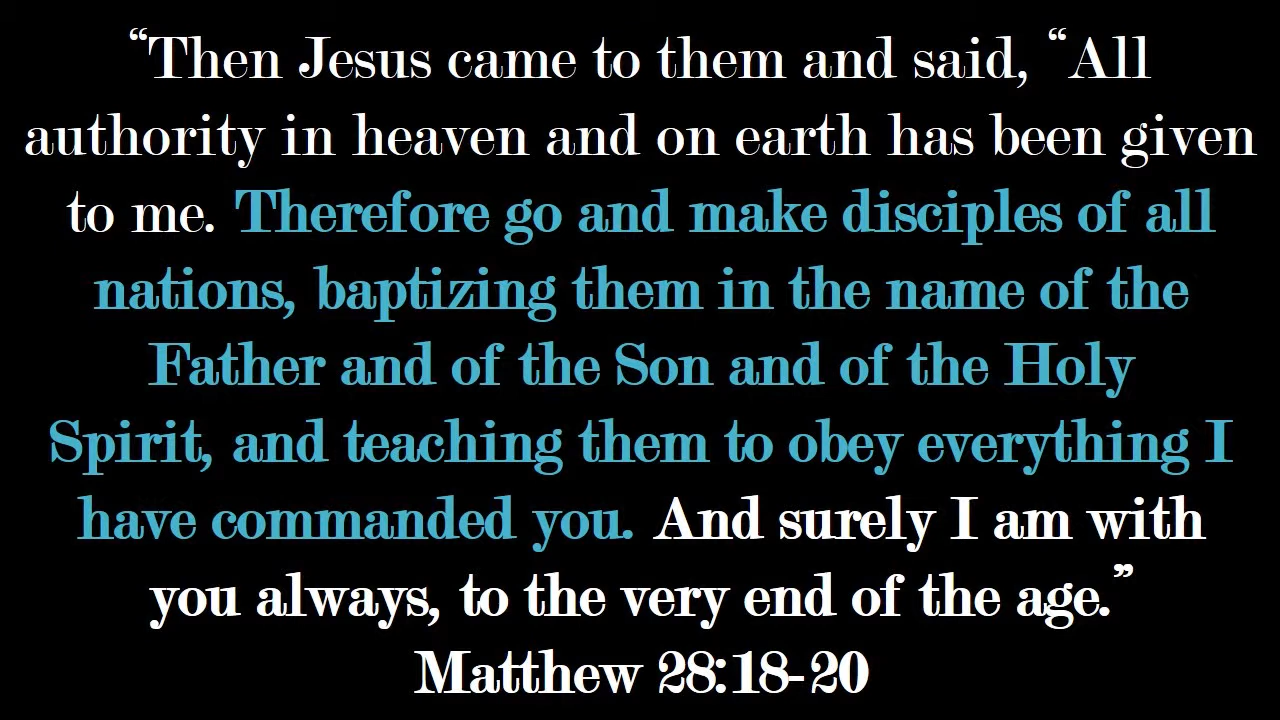 “Then Jesus came to them and said, “All
authority in heaven and on earth has been given
to me. Therefore go and make disciples of all
nations, baptizing them in the name of the
Father and of the Son and of the Holy
Spirit, and teaching them to obey everything I
have commanded you. And surely I am with
you always, to the very end of the age.”
Matthew 28:18-20